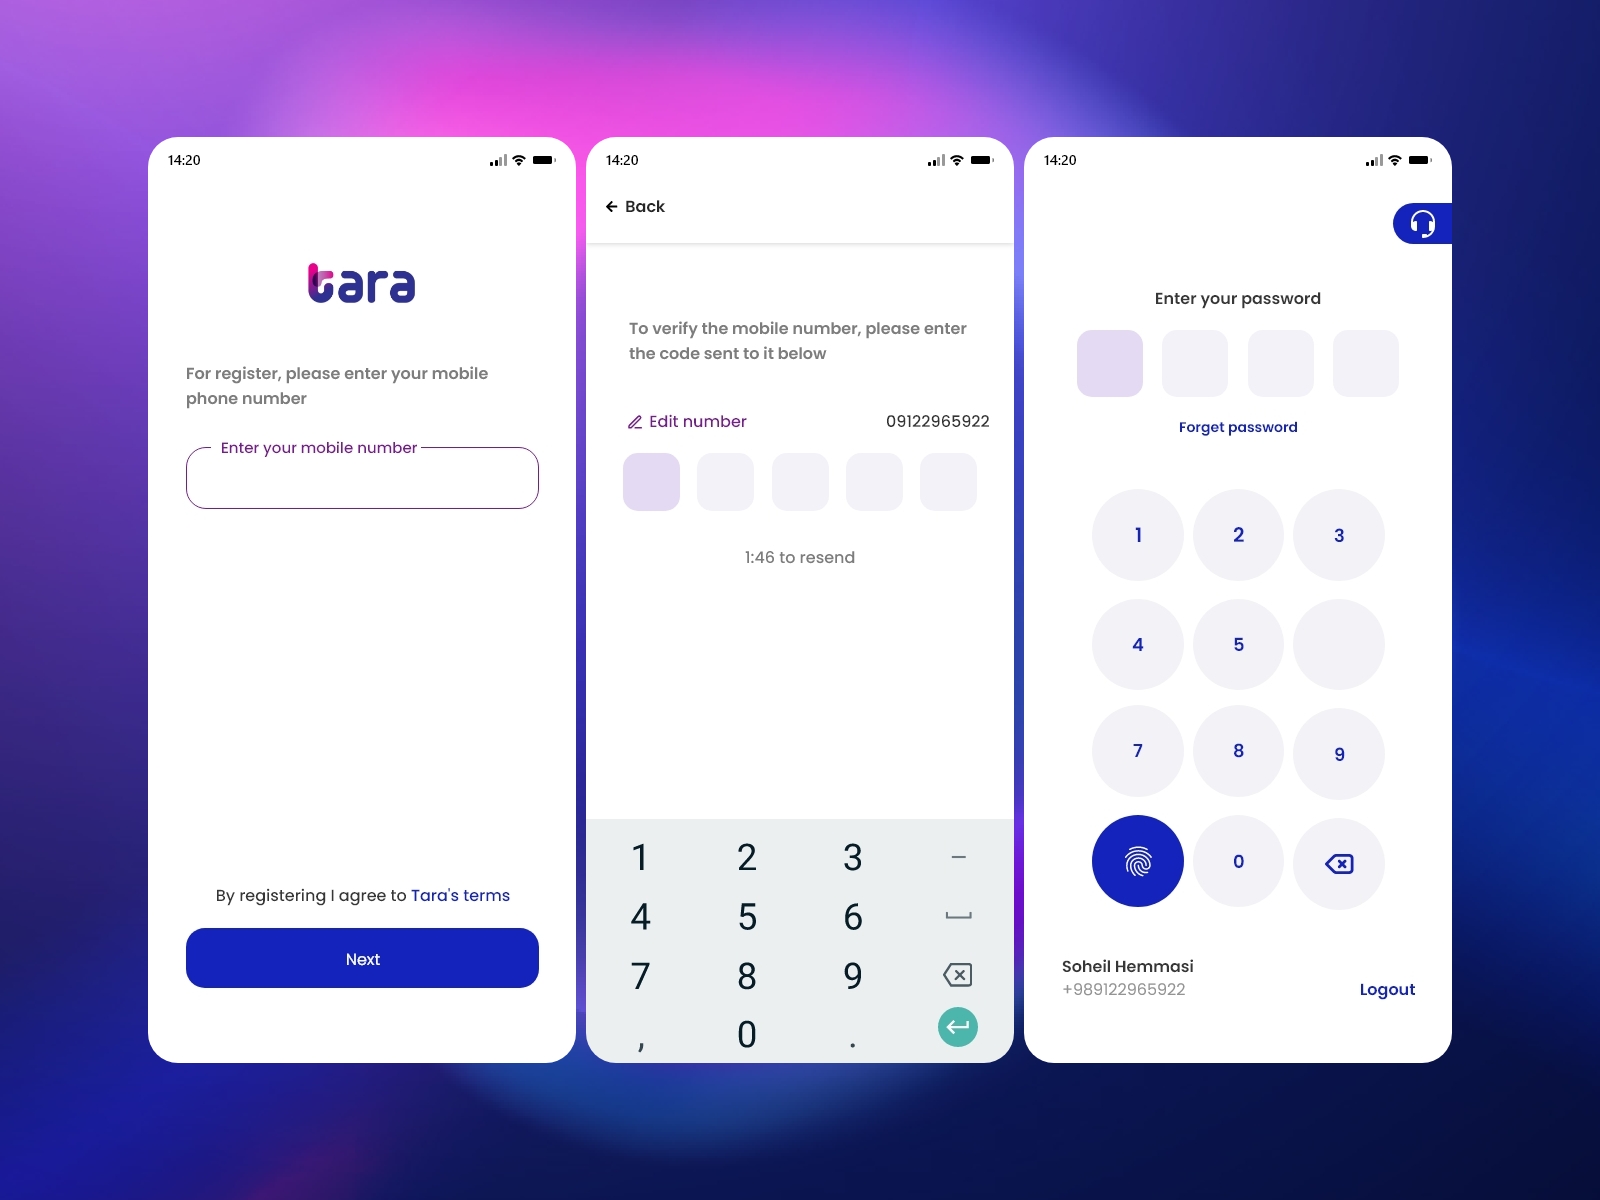 14:20
tara
For register, please enter your mobile
phone number
Enter your mobile number
By registering I agree to Tara's terms
Next
14:20
Back
To verify the mobile number, please enter
the code sent to it below
Edit number 09122965922
1:46 to resend
1 2 3 –
4 5 6
7 8 9
, 0 .
14:20
Enter your password
Forget password
1 2 3
4 5
7 8 9
0
Soheil Hemmasi
+989122965922
Logout